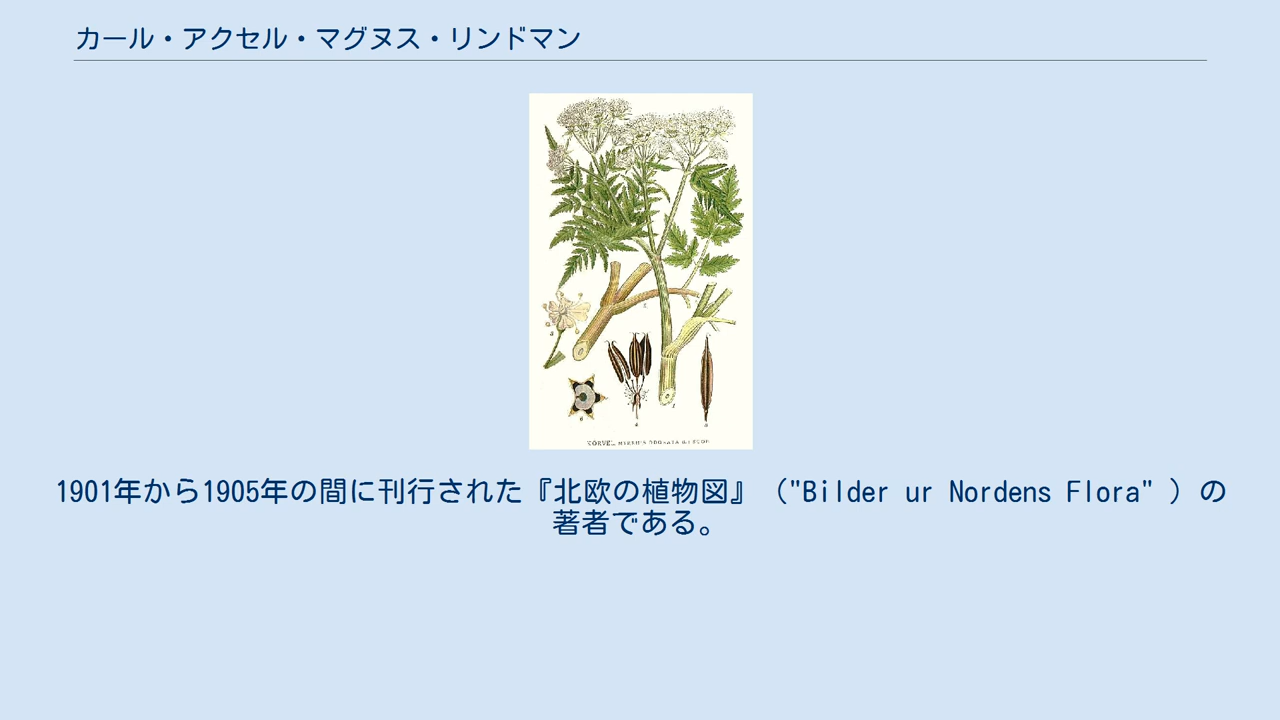 カール・アクセル・マグヌス・リンドマン
1901年から1905年の間に刊行された『北欧の植物図』（"Bilder ur Nordens Flora" ）の
著者である。